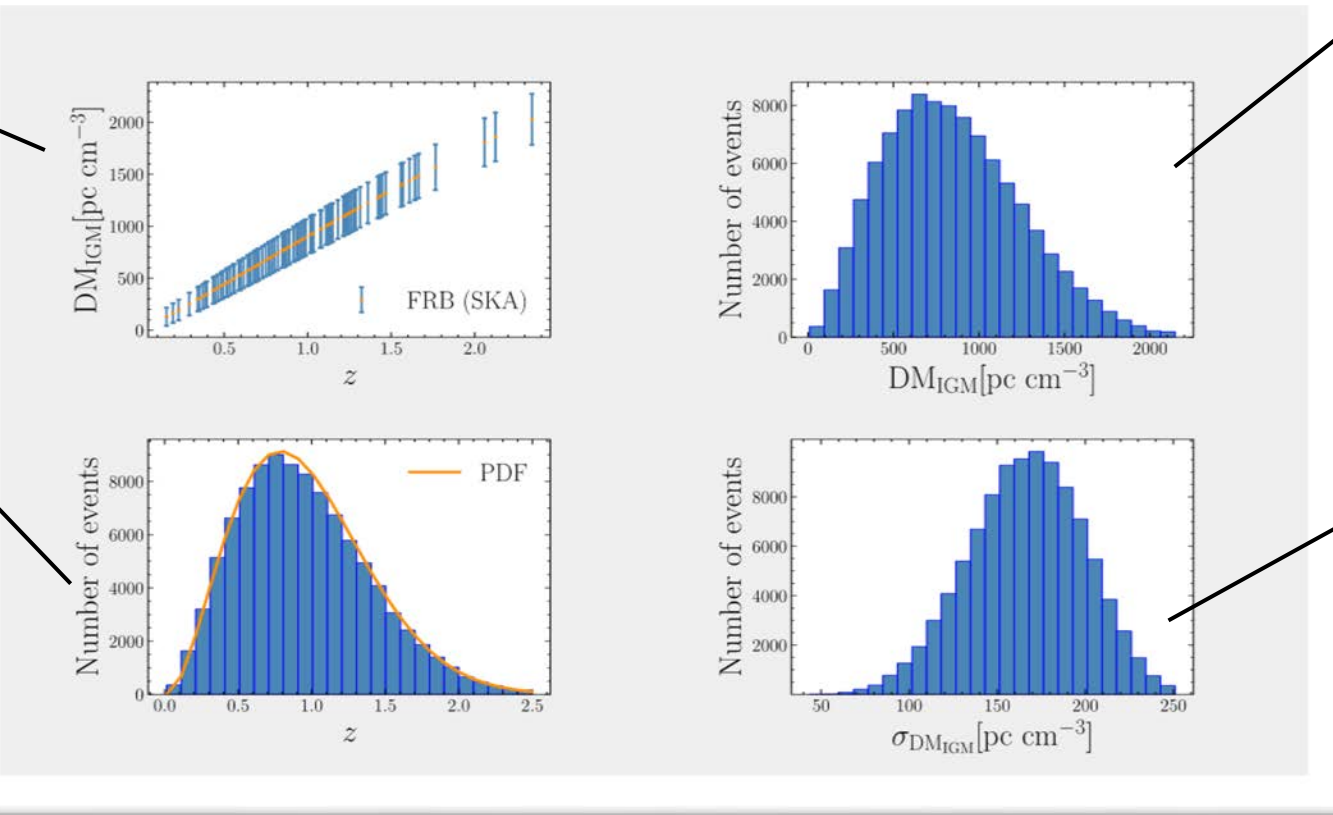 DM_IGM[pc cm^−3]
2000
1500
1000
500
0
FRB (SKA)
0.5 1.0 1.5 2.0
z
Number of events
8000
6000
4000
2000
0
0 500 1000 1500 2000
DM_IGM[pc cm^−3]
Number of events
8000
6000
4000
2000
0
PDF
0.0 0.5 1.0 1.5 2.0 2.5
z
Number of events
8000
6000
4000
2000
50 100 150 200 250
σ_DM_IGM[pc cm^−3]